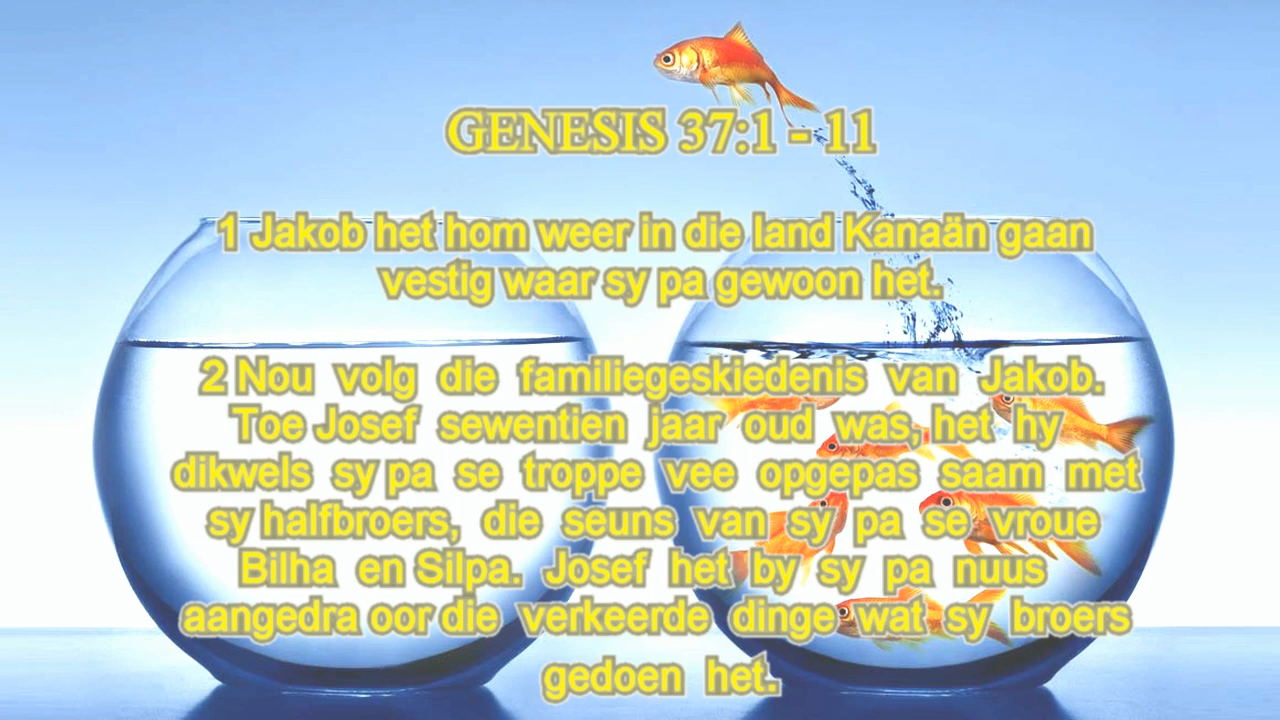 GENESIS 37:1 - 11
1 Jakob het hom weer in die land Kanaän gaan
vestig waar sy pa gewoon het.
2 Nou volg die familiegeskiedenis van Jakob.
Toe Josef sewentien jaar oud was, het hy
dikwels sy pa se troppe vee opgepas saam met
sy halfbroers, die seuns van sy pa se vroue
Bilha en Silpa. Josef het by sy pa nuus
aangedra oor die verkeerde dinge wat sy broers
gedoen het.